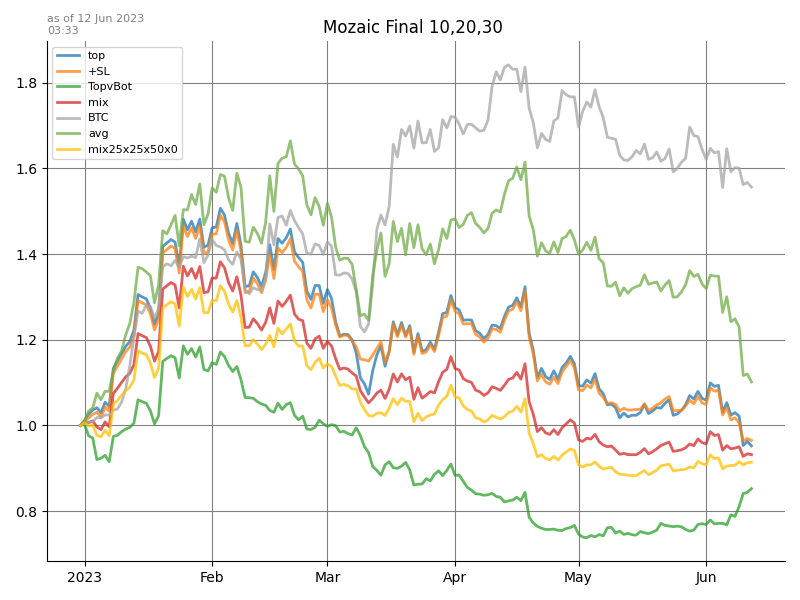 as of 12 Jun 2023
03:33
Mozaic Final 10,20,30
top
+SL
TopvBot
mix
BTC
avg
mix25x25x50x0
1.8
1.6
1.4
1.2
1.0
0.8
2023 Feb Mar Apr May Jun